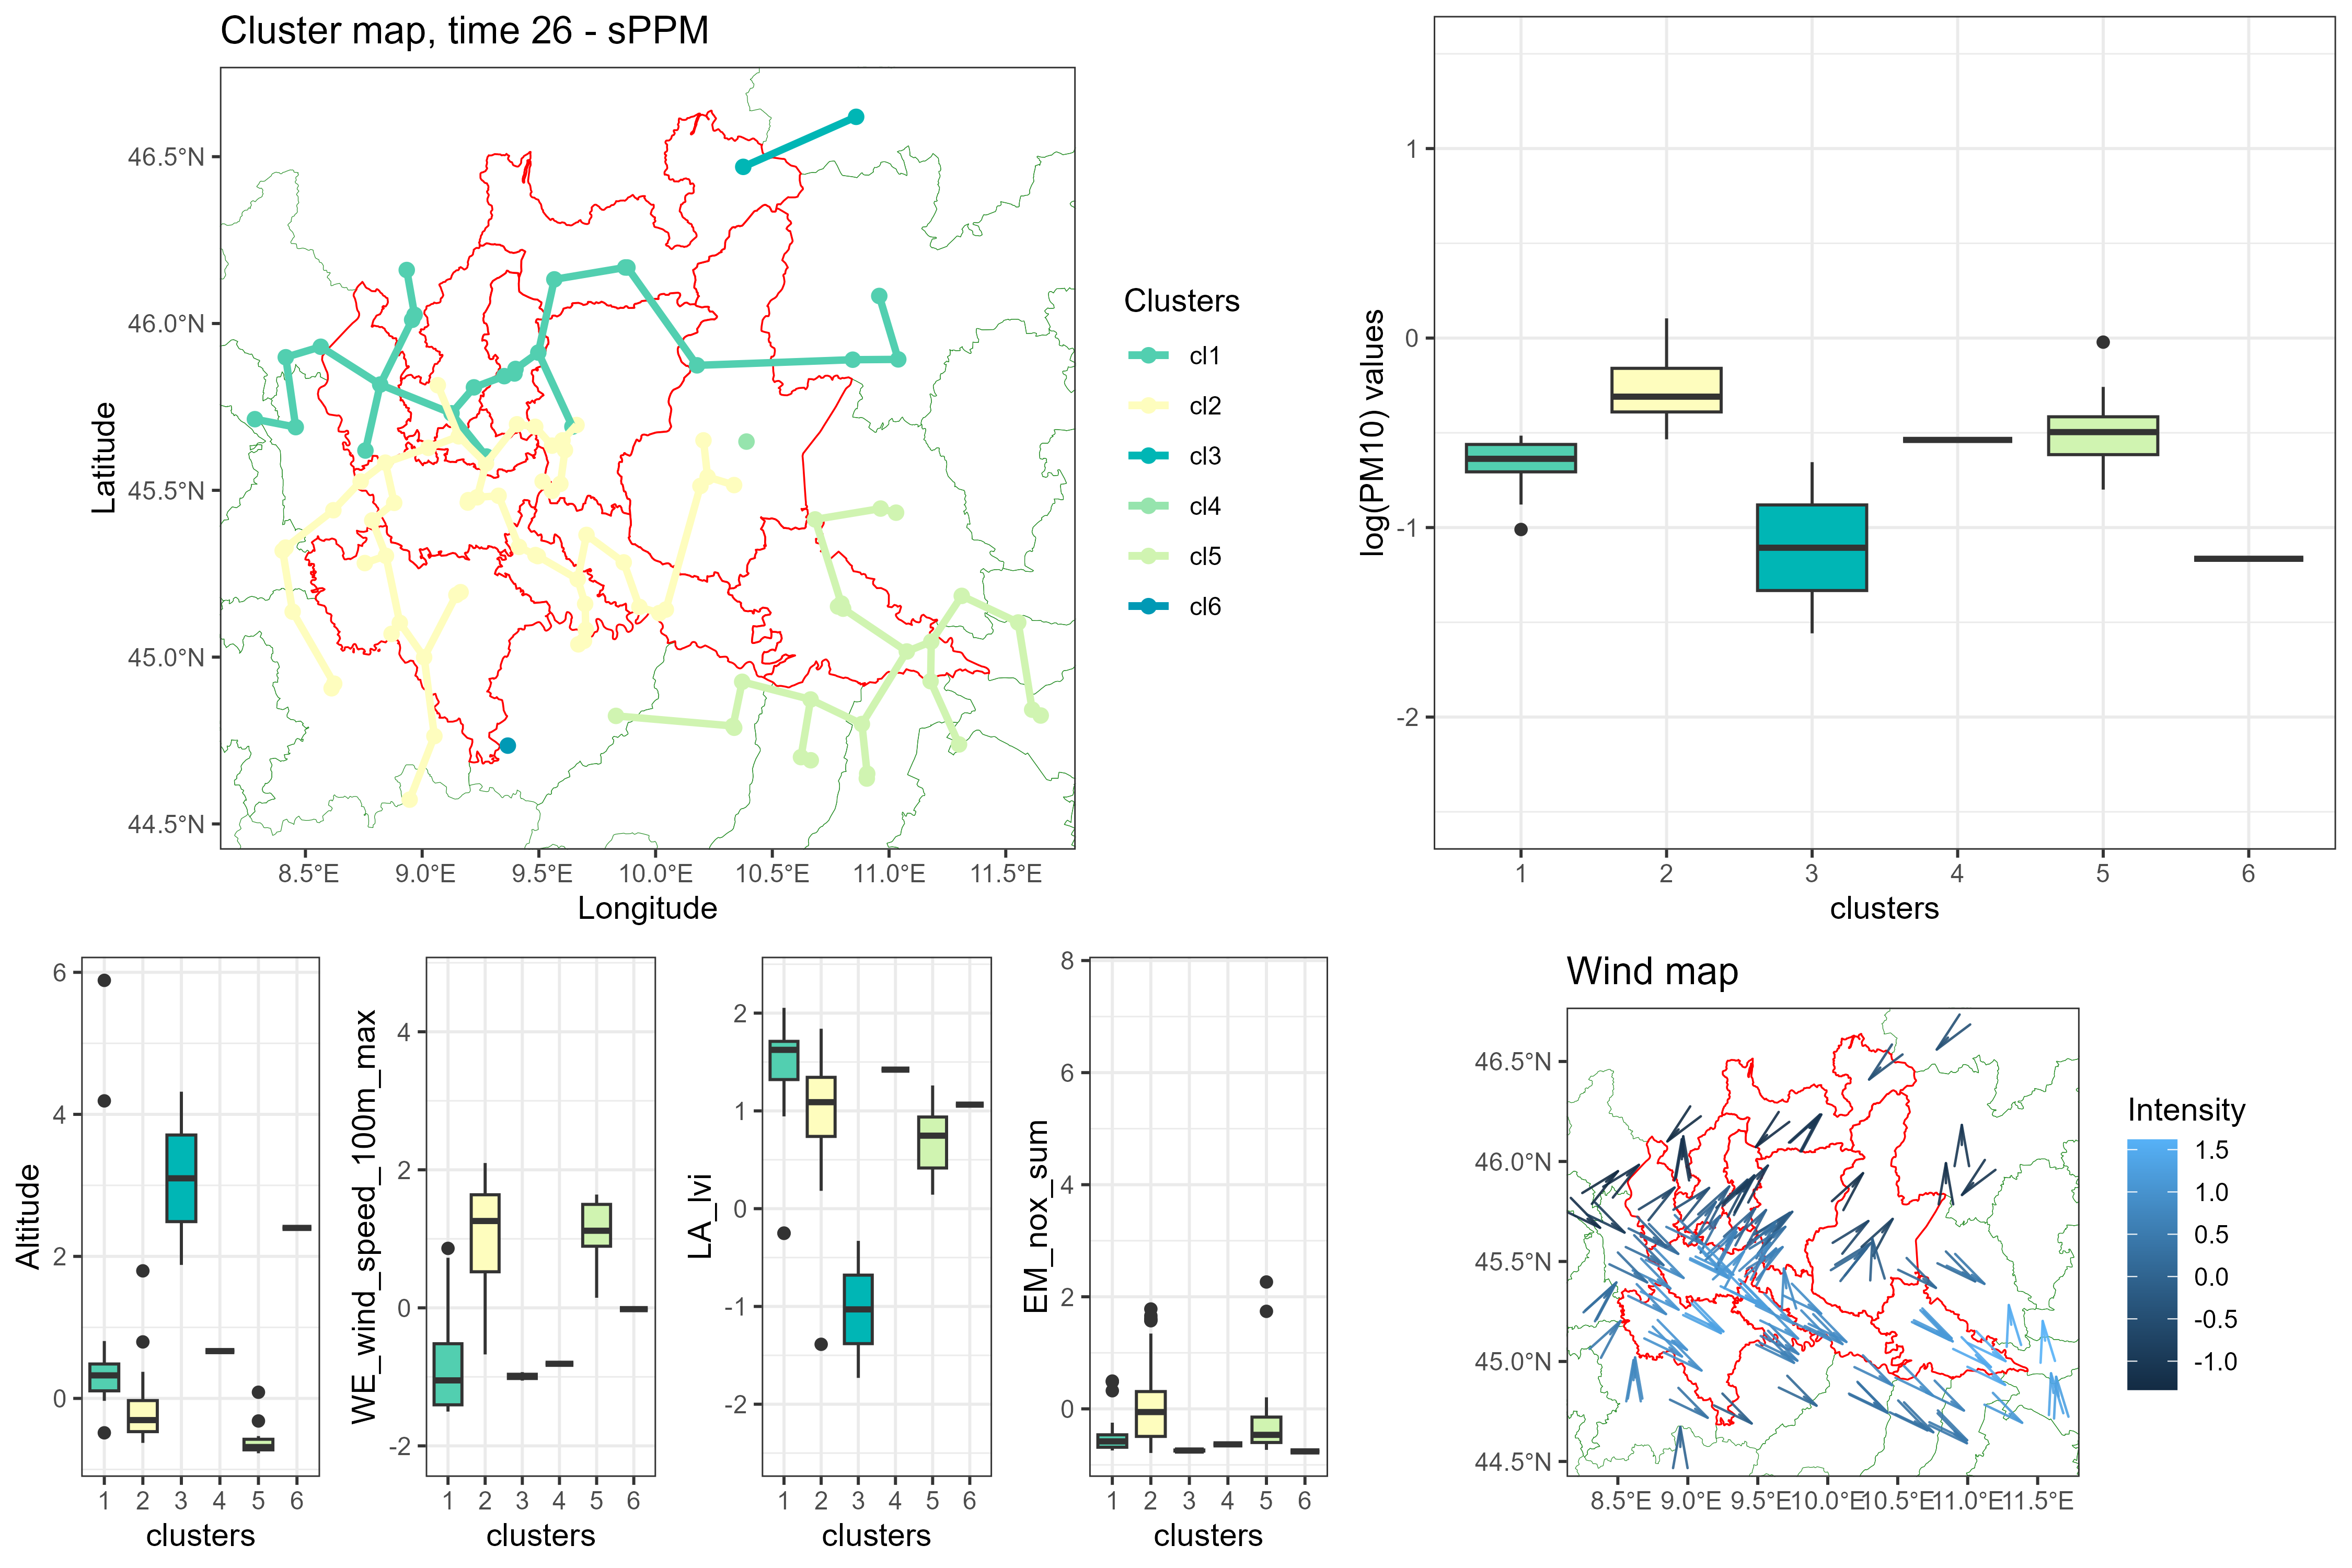 Cluster map, time 26 - sPPM
46.5°N
46.0°N
45.5°N
45.0°N
44.5°N
Latitude
8.5°E 9.0°E 9.5°E 10.0°E 10.5°E 11.0°E 11.5°E
Longitude
Clusters
cl1
cl2
cl3
cl4
cl5
cl6
log(PM10) values
1
0
-1
-2
1 2 3 4 5 6
clusters
Altitude
6
4
2
0
1 2 3 4 5 6
clusters
WE_wind_speed_100m_max
4
2
0
-2
1 2 3 4 5 6
clusters
LA_lvi
2
1
0
-1
-2
1 2 3 4 5 6
clusters
EM_nox_sum
8
6
4
2
0
1 2 3 4 5 6
clusters
Wind map
46.5°N
46.0°N
45.5°N
45.0°N
44.5°N
8.5°E 9.0°E 9.5°E 10.0°E 10.5°E 11.0°E 11.5°E
Intensity
1.5
1.0
0.5
0.0
-0.5
-1.0